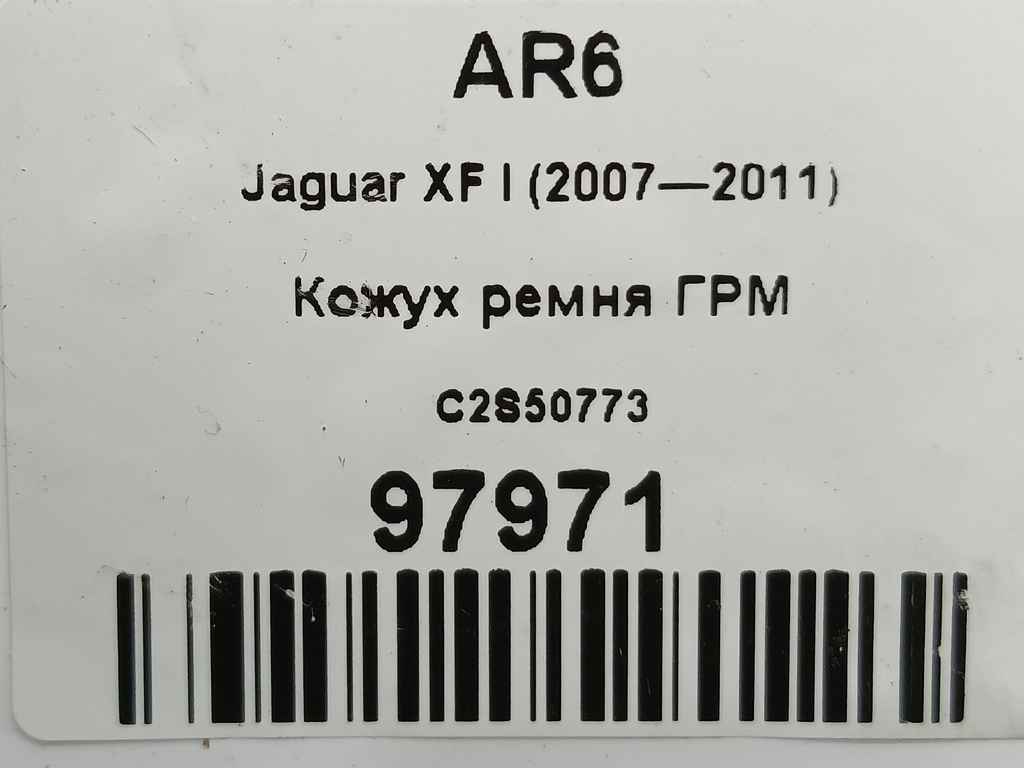 AR6
Jaguar XF I (2007—2011)
Кожух ремня ГРМ
C2S50773
97971